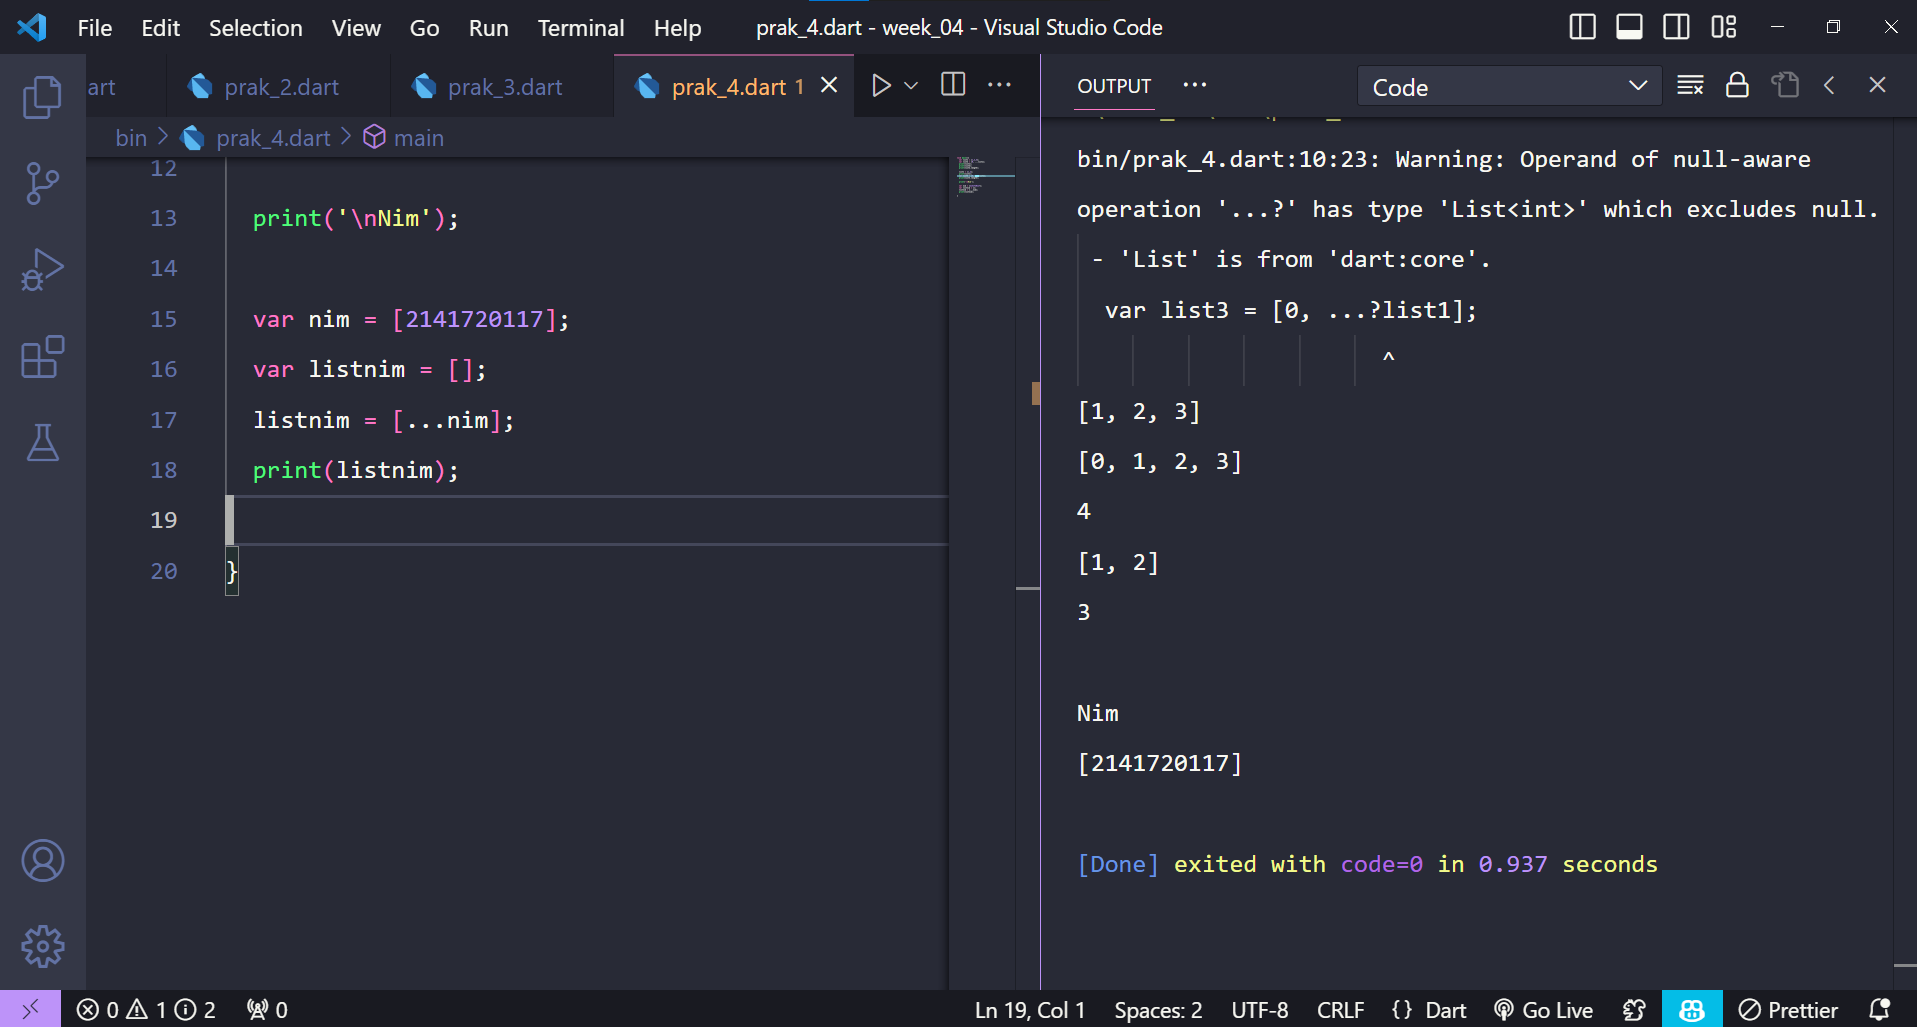 File Edit Selection View Go Run Terminal Help prak_4.dart - week_04 - Visual Studio Code
art prak_2.dart prak_3.dart prak_4.dart 1
bin > prak_4.dart > main
12
13 print('\nNim');
14
15 var nim = [2141720117];
16 var listnim = [];
17 listnim = [...nim];
18 print(listnim);
19
20 }
OUTPUT ... Code
bin/prak_4.dart:10:23: Warning: Operand of null-aware
operation '...?' has type 'List<int>' which excludes null.
- 'List' is from 'dart:core'.
var list3 = [0, ...?list1];
^
[1, 2, 3]
[0, 1, 2, 3]
4
[1, 2]
3
Nim
[2141720117]
[Done] exited with code=0 in 0.937 seconds
0 1 2 0 Ln 19, Col 1 Spaces: 2 UTF-8 CRLF {} Dart Go Live Prettier